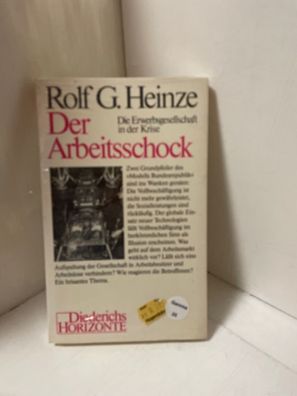 Rolf G. Heinze
Der
Die Erwerbsgesellschaft
in der Krise
Arbeitsschock
Zwei Grundpfeiler des
»Modells Bundesrepublik«
sind ins Wanken geraten:
Die Vollbeschäftigung ist
nicht mehr gewährleistet,
die Sozialleistungen sind
rückläufig. Der globale Ein-
satz neuer Technologien
läßt Vollbeschäftigung im
herkömmlichen Sinn als
Illusion erscheinen. Was
geht auf dem Arbeitsmarkt
wirklich vor? Läßt sich eine
Aufspaltung der Gesellschaft in Arbeitsbesitzer und
Arbeitslose verhindern? Wie reagieren die Betroffenen?
Ein brisantes Thema.
Diederichs
HORIZONTE